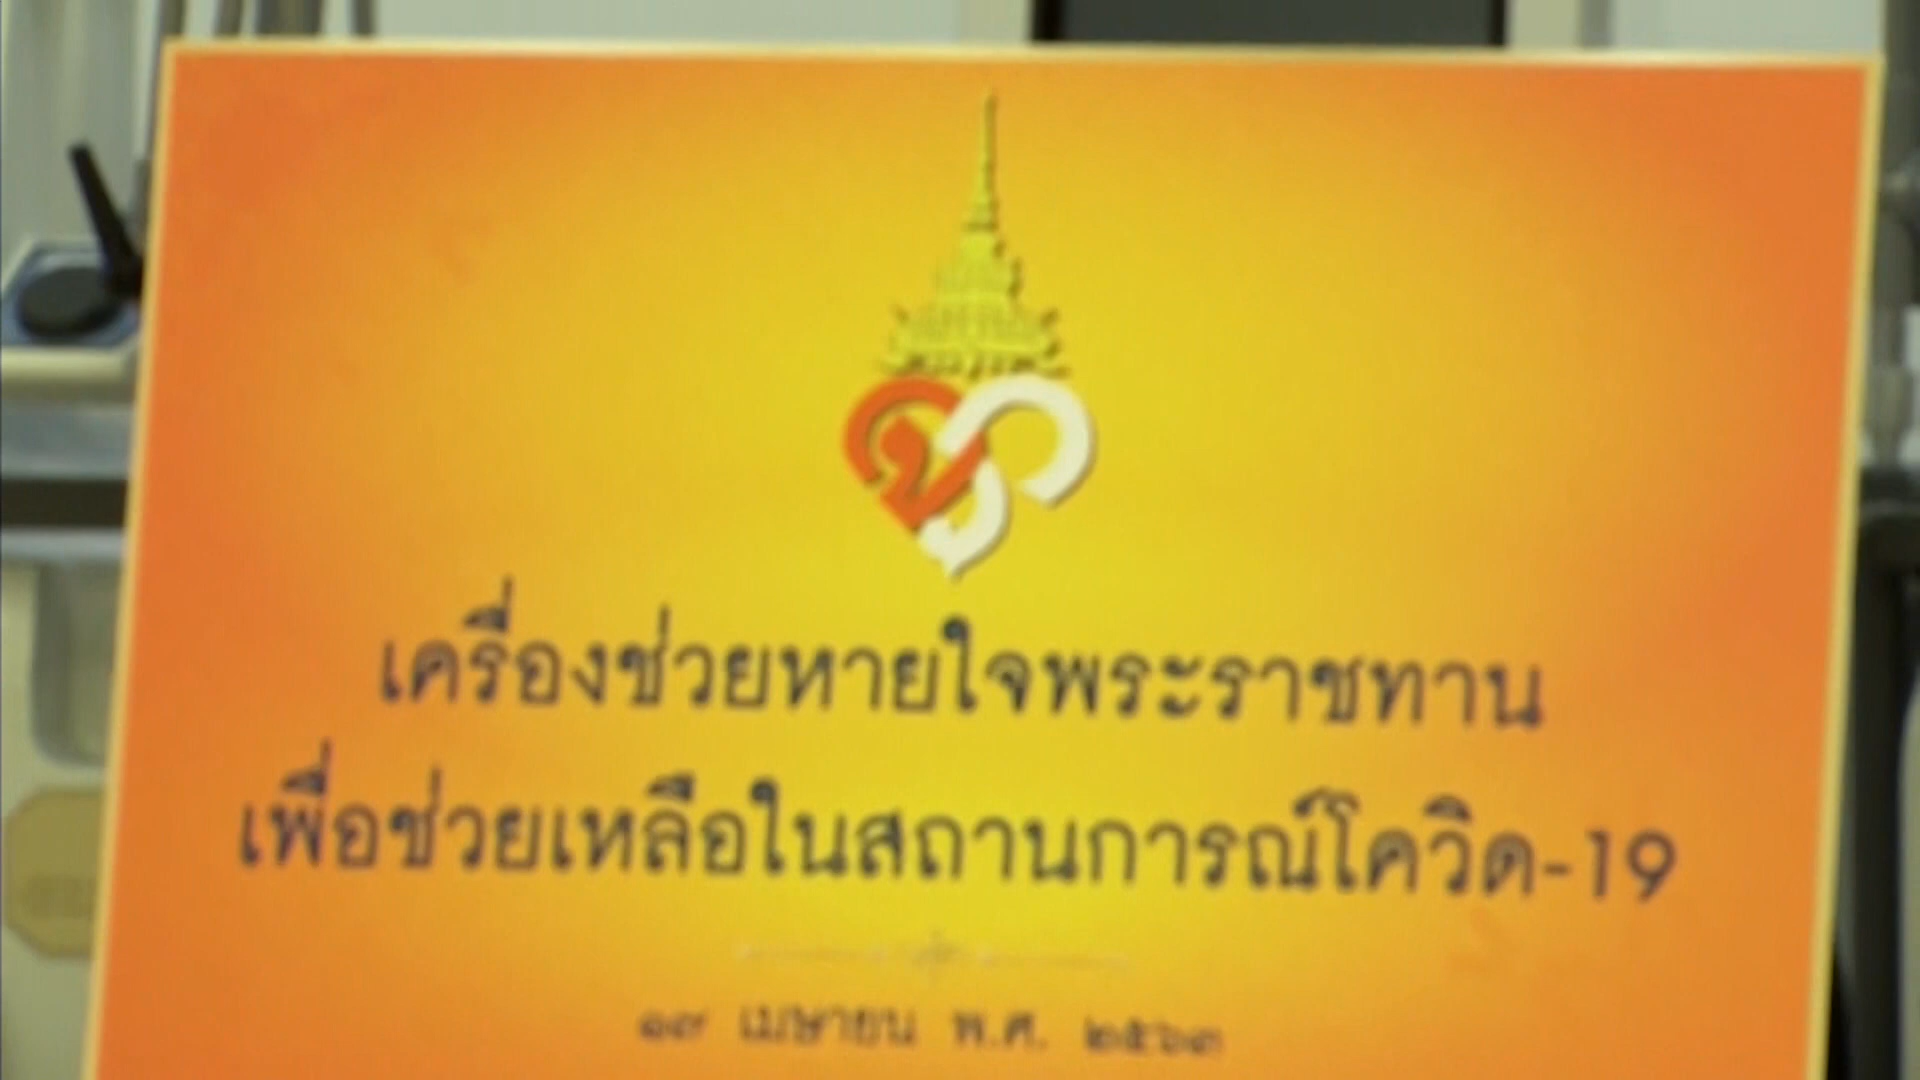 เครื่องช่วยหายใจพระราชทาน
เพื่อช่วยเหลือในสถานการณ์โควิด-19
๑๗ เมษายน พ.ศ. ๒๕๖๓